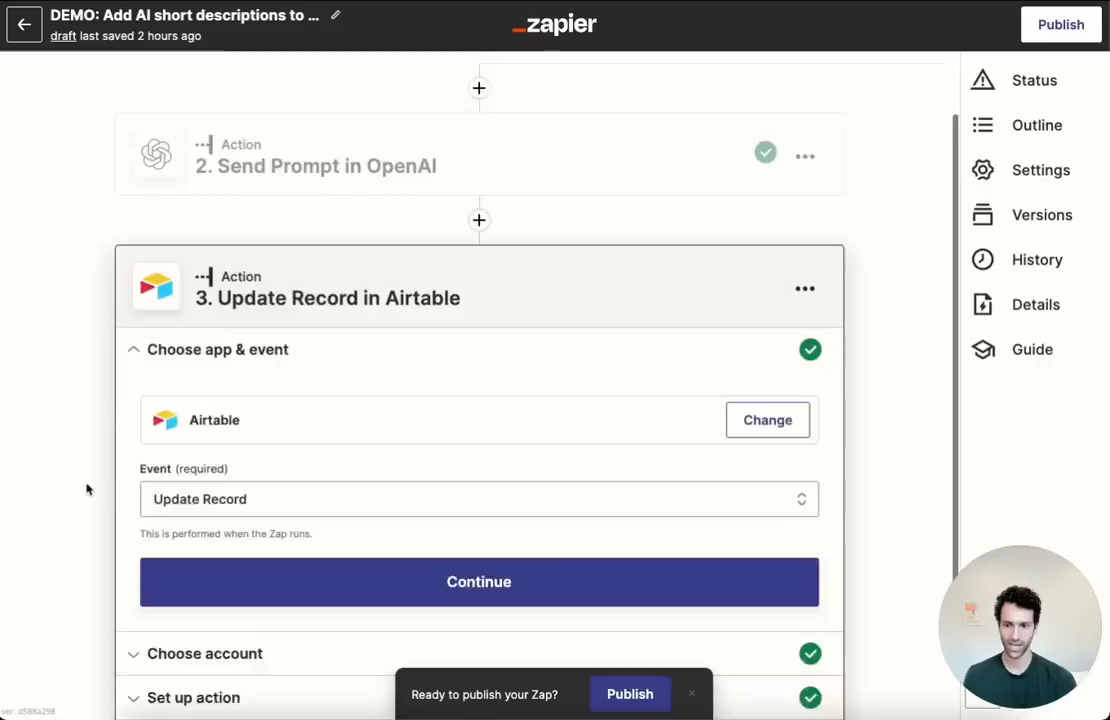 DEMO: Add AI short descriptions to ...
draft last saved 2 hours ago
_zapier
Publish
Status
Outline
Settings
Versions
History
Details
Guide
Action
2. Send Prompt in OpenAI
Action
3. Update Record in Airtable
Choose app & event
Airtable
Change
Event (required)
Update Record
This is performed when the Zap runs.
Continue
Choose account
Set up action
Ready to publish your Zap?
Publish
ver. d588a298